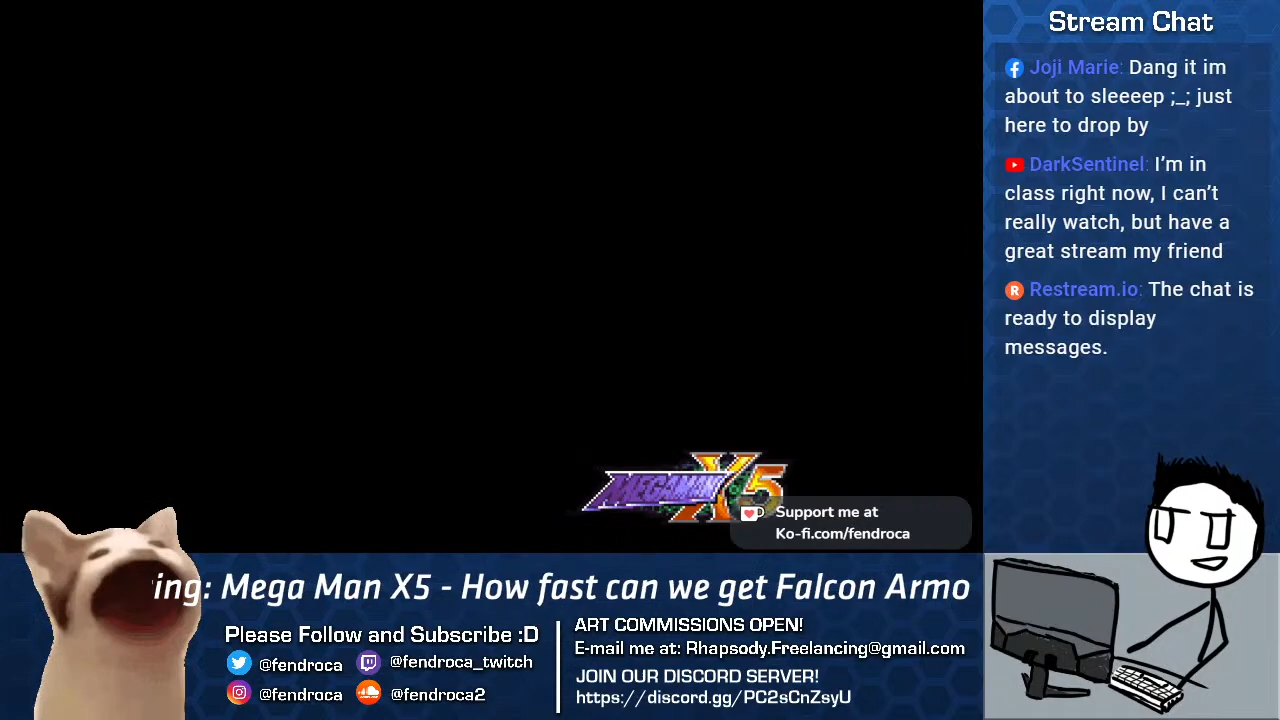 Stream Chat
Joji Marie: Dang it im
about to sleeeep ;_; just
here to drop by
DarkSentinel: I’m in
class right now, I can’t
really watch, but have a
great stream my friend
Restream.io: The chat is
ready to display
messages.
MEGAMAN X5
Support me at
Ko-fi.com/fendroca
ing: Mega Man X5 - How fast can we get Falcon Armo
Please Follow and Subscribe :D
@fendroca
@fendroca_twitch
@fendroca
@fendroca2
ART COMMISSIONS OPEN!
E-mail me at: Rhapsody.Freelancing@gmail.com
JOIN OUR DISCORD SERVER!
https://discord.gg/PC2sCnZsyU